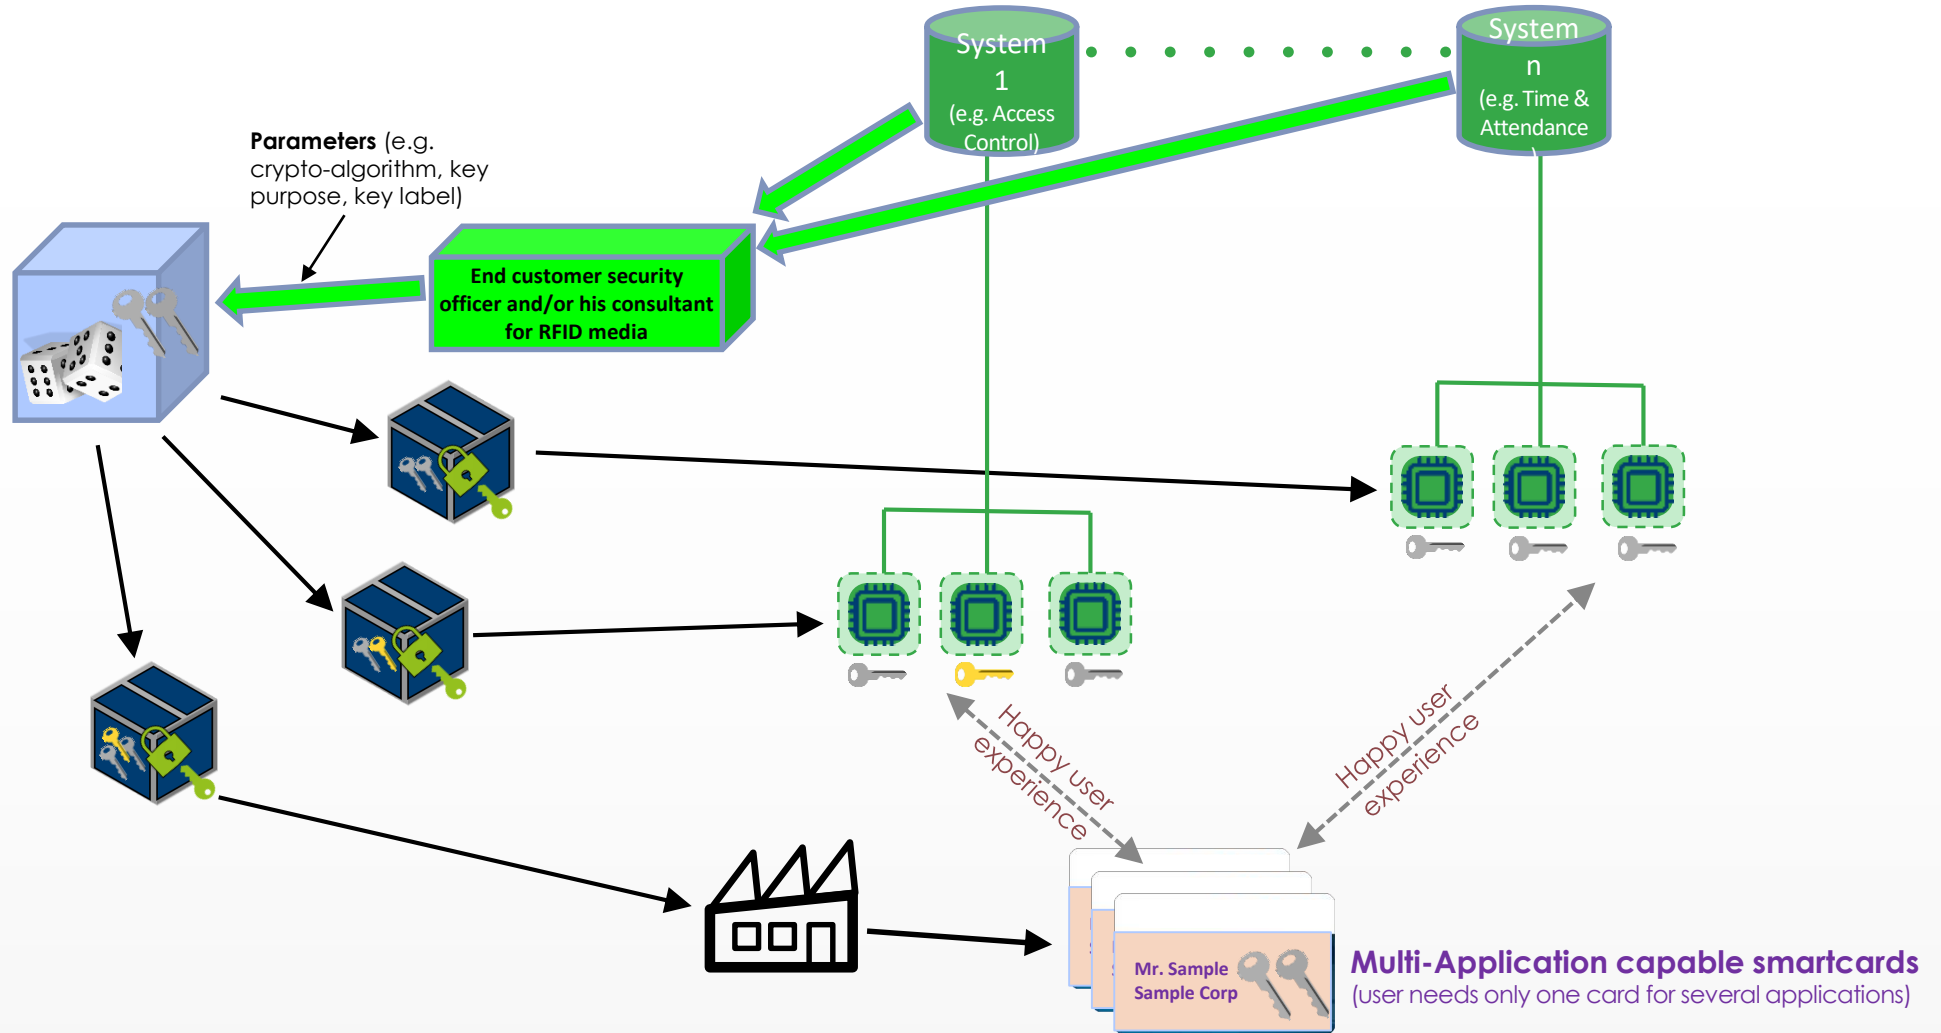 System
1
(e.g. Access
Control)
System
n
(e.g. Time &
Attendance
)
Parameters (e.g.
crypto-algorithm, key
purpose, key label)
End customer security
officer and/or his consultant
for RFID media
Happy user
experience
Happy user
experience
Mr. Sample
Sample Corp
Multi-Application capable smartcards
(user needs only one card for several applications)